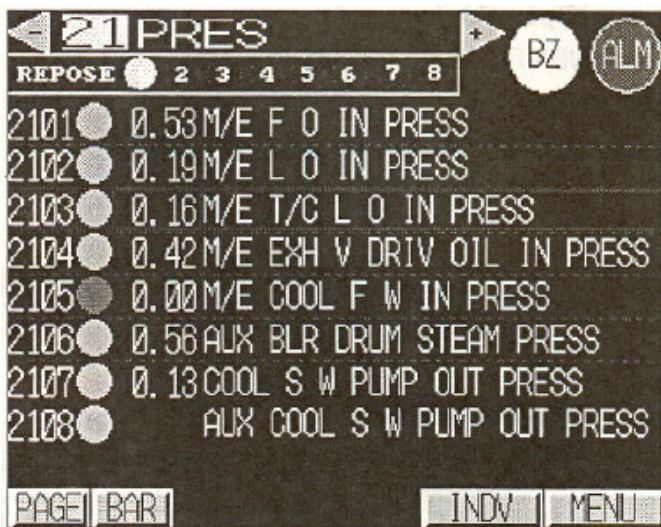 - 21 PRES +
BZ ALM
REPOSE 2 3 4 5 6 7 8
2101 0.53 M/E F O IN PRESS
2102 0.19 M/E L O IN PRESS
2103 0.16 M/E T/C L O IN PRESS
2104 0.42 M/E EXH V DRIV OIL IN PRESS
2105 0.00 M/E COOL F W IN PRESS
2106 0.56 AUX BLR DRUM STEAM PRESS
2107 0.13 COOL S W PUMP OUT PRESS
2108 AUX COOL S W PUMP OUT PRESS
PAGE BAR INDV MENU